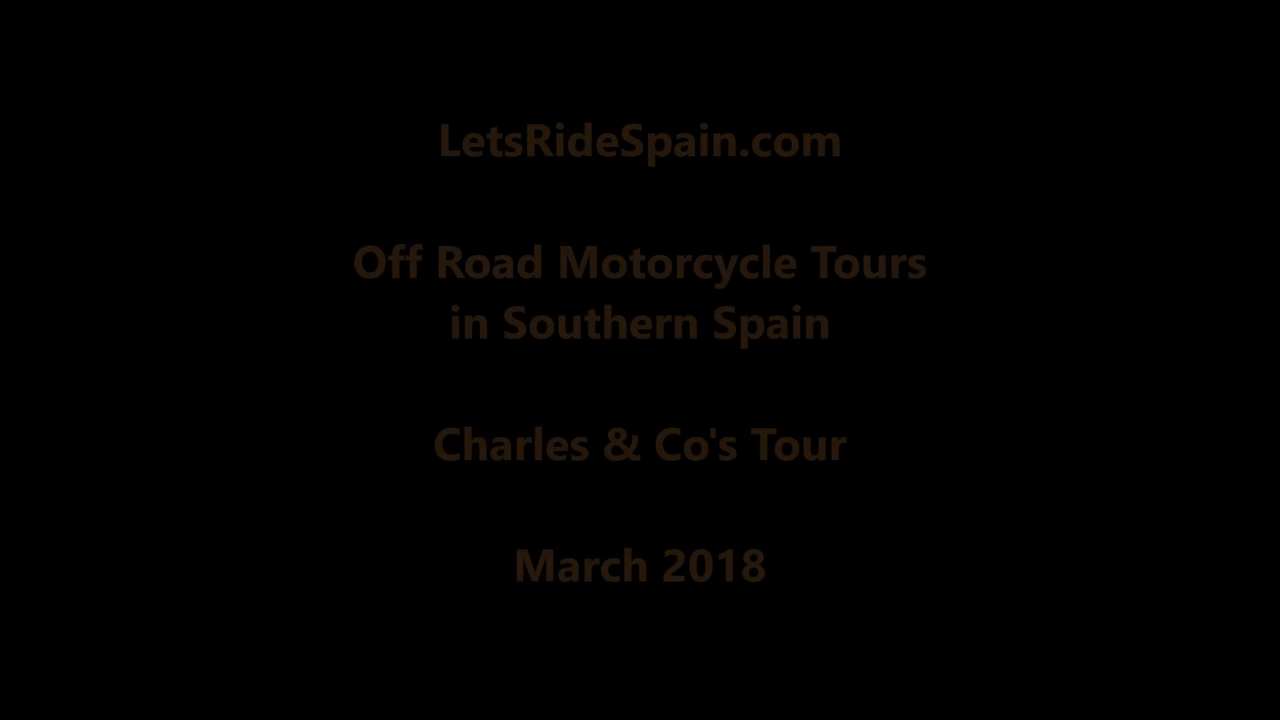 LetsRideSpain.com
Off Road Motorcycle Tours
in Southern Spain
Charles & Co's Tour
March 2018